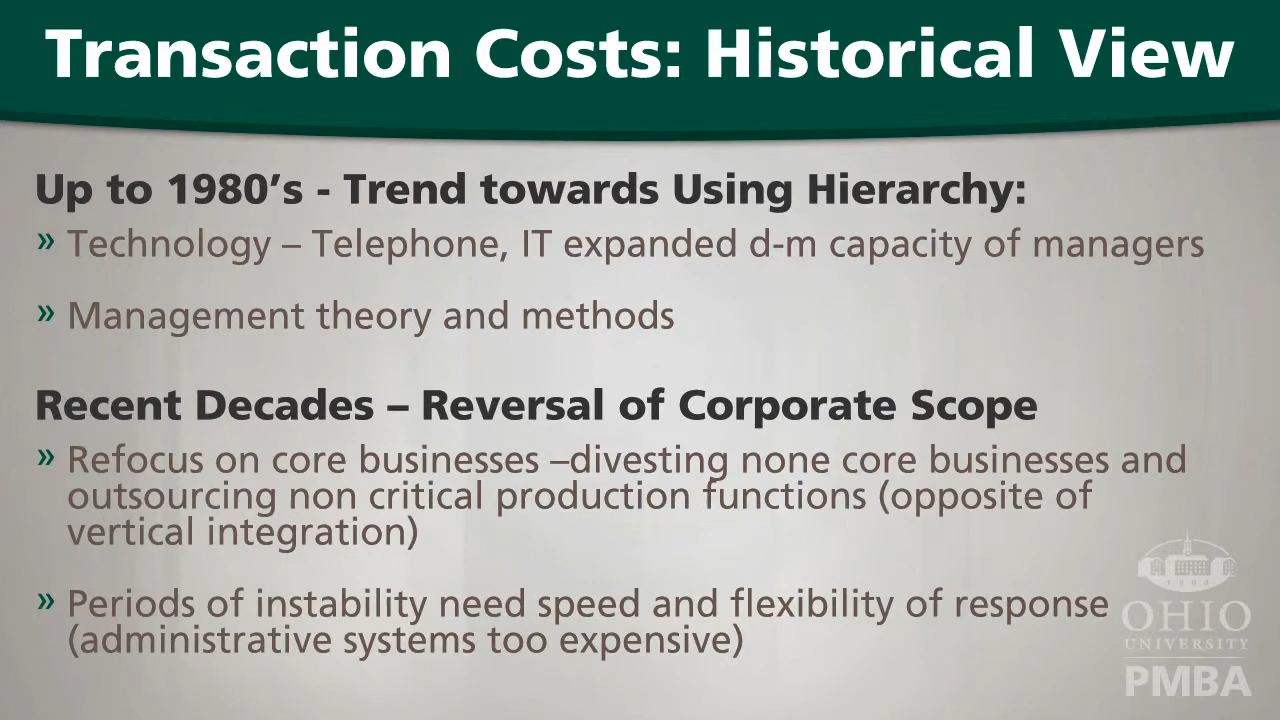 Transaction Costs: Historical View
Up to 1980’s - Trend towards Using Hierarchy:
» Technology – Telephone, IT expanded d-m capacity of managers
» Management theory and methods
Recent Decades – Reversal of Corporate Scope
» Refocus on core businesses –divesting none core businesses and
outsourcing non critical production functions (opposite of
vertical integration)
» Periods of instability need speed and flexibility of response
(administrative systems too expensive)
1804
OHIO
UNIVERSITY
PMBA